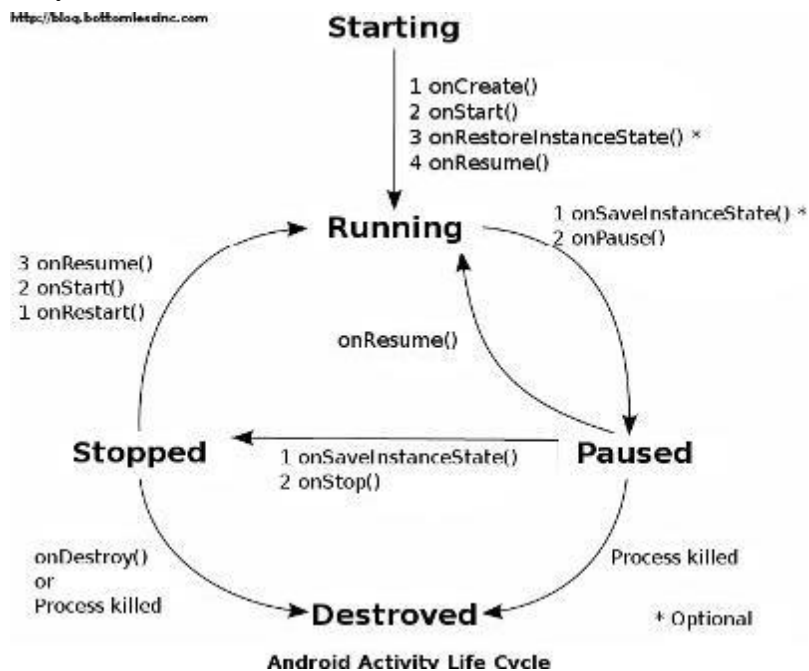 http://blog.bottomlessinc.com
Starting
1 onCreate()
2 onStart()
3 onRestoreInstanceState() *
4 onResume()
Running
1 onSaveInstanceState() *
2 onPause()
3 onResume()
2 onStart()
1 onRestart()
onResume()
Stopped
1 onSaveInstanceState()
2 onStop()
Paused
onDestroy()
or
Process killed
Process killed
Destroyed
* Optional
Android Activity Life Cycle